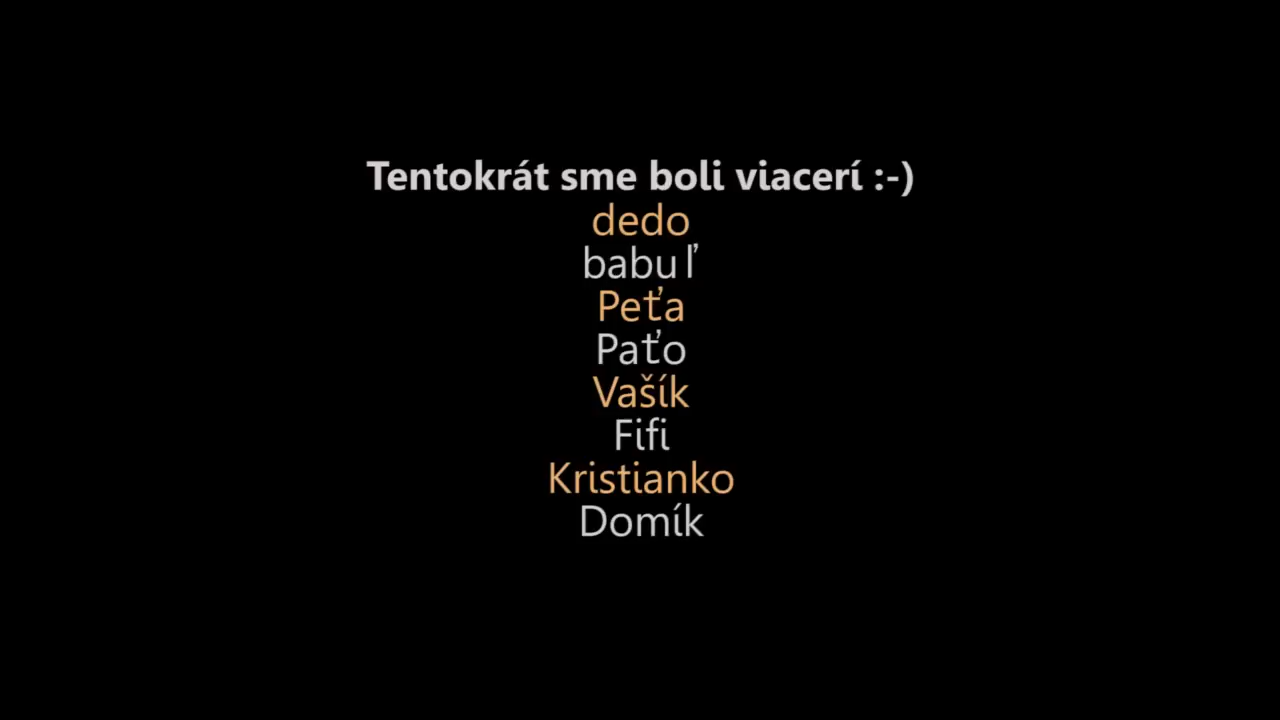 Tentokrát sme boli viacerí :-)
dedo
babuľ
Peťa
Paťo
Vašík
Fifi
Kristianko
Domík